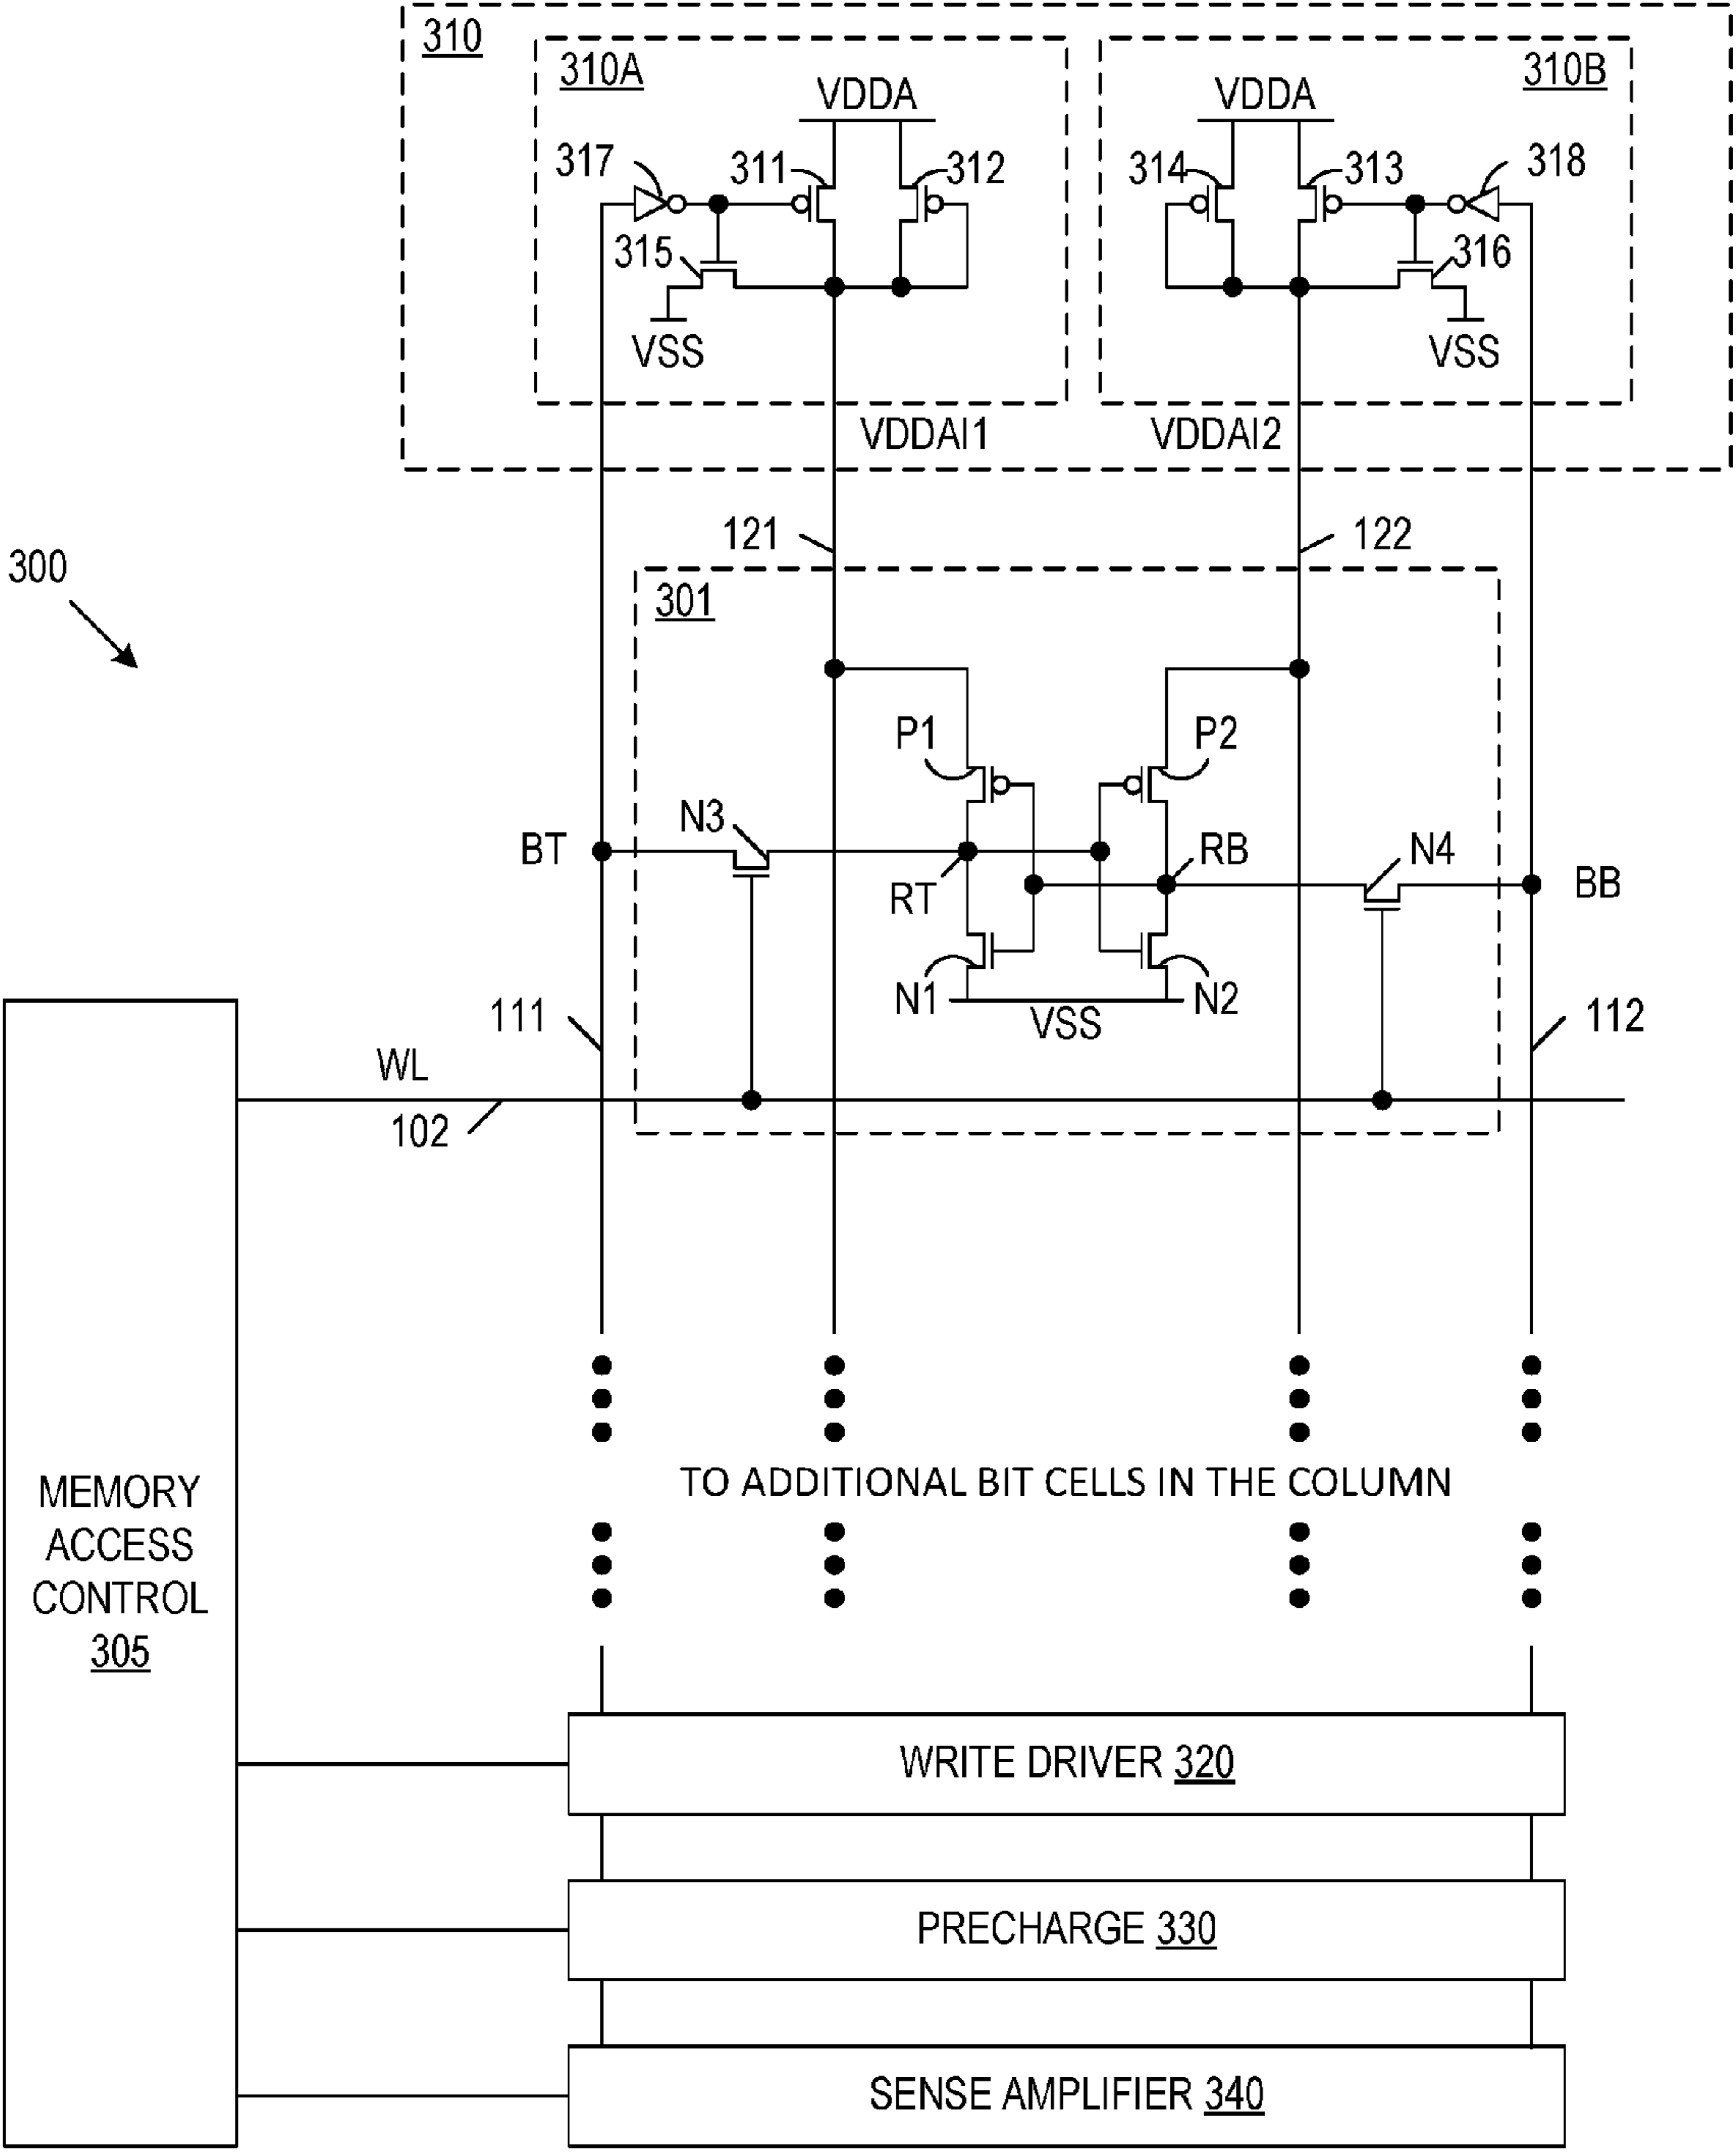 310
310A
310B
VDDA
VDDA
317
311
312
314
313
318
315
316
VSS
VSS
VDDAI1
VDDAI2
121
122
300
301
P1
P2
N3
BT
RB
N4
RT
BB
N1
N2
VSS
111
112
WL
102
TO ADDITIONAL BIT CELLS IN THE COLUMN
MEMORY
ACCESS
CONTROL
305
WRITE DRIVER 320
PRECHARGE 330
SENSE AMPLIFIER 340